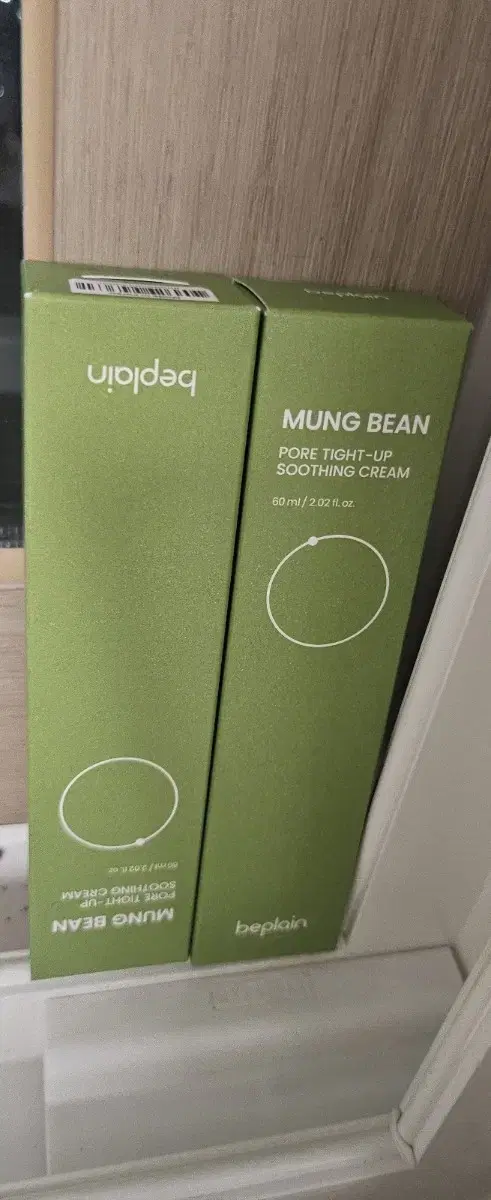 beplain
MUNG BEAN
PORE TIGHT-UP
SOOTHING CREAM
60 ml / 2.02 fl. oz.
beplain
beplain
MUNG BEAN
PORE TIGHT-UP
SOOTHING CREAM
60 ml / 2.02 fl. oz.